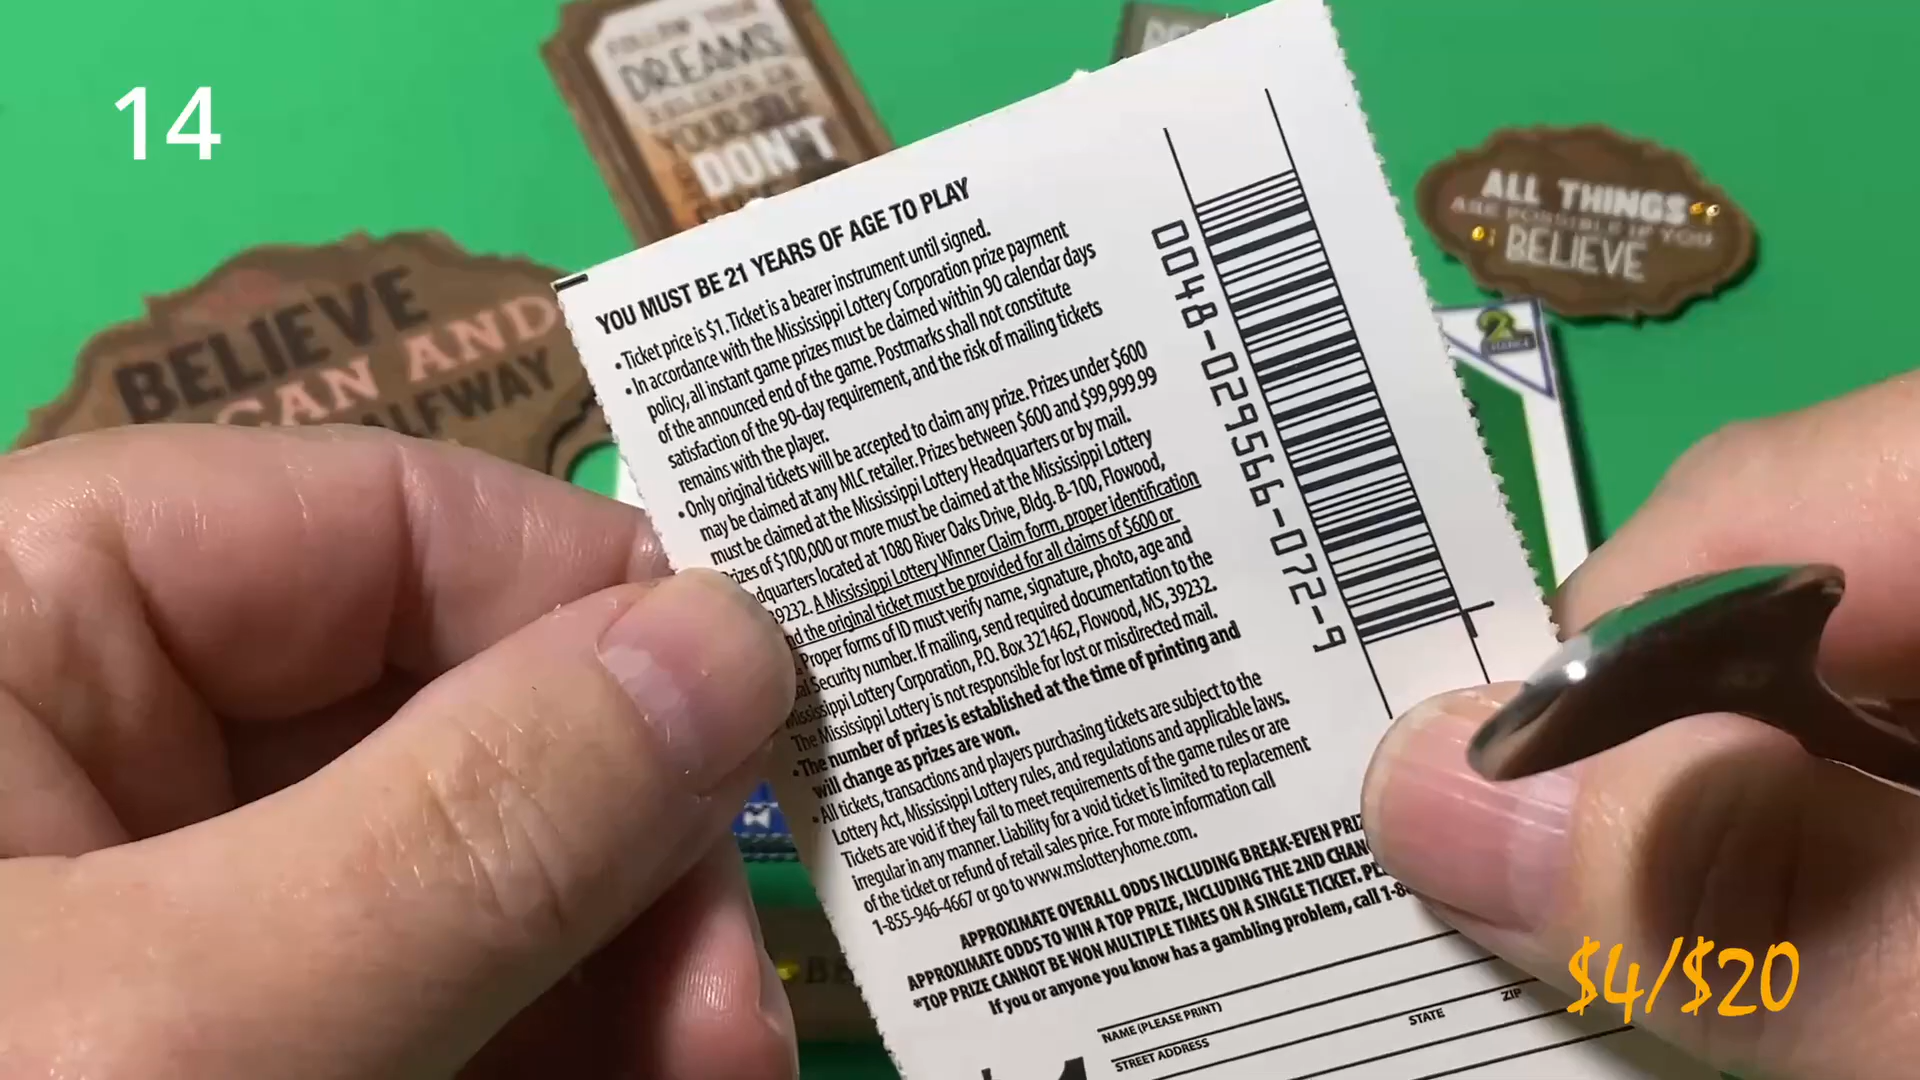 14
FOLLOW YOUR
DREAMS
DON'T
BELIEVE
CAN AND
HALFWAY
ALL THINGS
ARE POSSIBLE IF YOU
BELIEVE
2
YOU MUST BE 21 YEARS OF AGE TO PLAY
• Ticket price is $1. Ticket is a bearer instrument until signed.
• In accordance with the Mississippi Lottery Corporation prize payment
policy, all instant game prizes must be claimed within 90 calendar days
of the announced end of the game. Postmarks shall not constitute
satisfaction of the 90-day requirement, and the risk of mailing tickets
remains with the player.
• Only original tickets will be accepted to claim any prize. Prizes under $600
may be claimed at any MLC retailer. Prizes between $600 and $99,999.99
must be claimed at the Mississippi Lottery Headquarters or by mail.
Prizes of $100,000 or more must be claimed at the Mississippi Lottery
dquarters located at 1080 River Oaks Drive, Bldg. B-100, Flowood,
39232. A Mississippi Lottery Winner Claim form, proper identification
nd the original ticket must be provided for all claims of $600 or
. Proper forms of ID must verify name, signature, photo, age and
al Security number. If mailing, send required documentation to the
Mississippi Lottery Corporation, P.O. Box 321462, Flowood, MS, 39232.
The Mississippi Lottery is not responsible for lost or misdirected mail.
• The number of prizes is established at the time of printing and
will change as prizes are won.
• All tickets, transactions and players purchasing tickets are subject to the
Lottery Act, Mississippi Lottery rules, and regulations and applicable laws.
Tickets are void if they fail to meet requirements of the game rules or are
irregular in any manner. Liability for a void ticket is limited to replacement
of the ticket or refund of retail sales price. For more information call
1-855-946-4667 or go to www.mslotteryhome.com.
APPROXIMATE OVERALL ODDS INCLUDING BREAK-EVEN PRIZ
APPROXIMATE ODDS TO WIN A TOP PRIZE, INCLUDING THE 2ND CHAN
*TOP PRIZE CANNOT BE WON MULTIPLE TIMES ON A SINGLE TICKET. PL
If you or anyone you know has a gambling problem, call 1-8
NAME (PLEASE PRINT)
STREET ADDRESS
STATE
ZIP
0048-029566-072-9
$4/$20